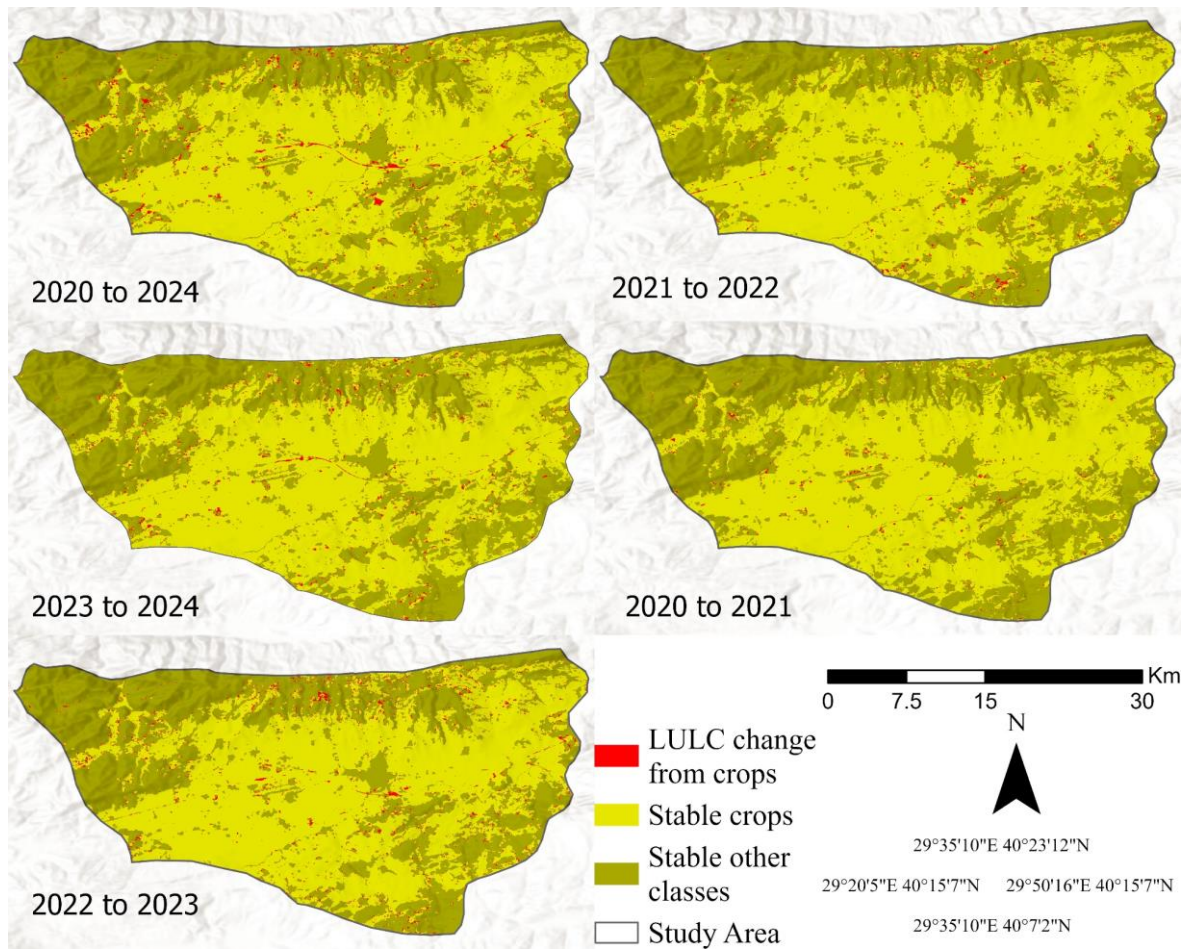 2020 to 2024
2021 to 2022
2023 to 2024
2020 to 2021
2022 to 2023
LULC change
from crops
Stable crops
Stable other
classes
Study Area
Km
0 7.5 15 30
N
29°35'10"E 40°23'12"N
29°20'5"E 40°15'7"N 29°50'16"E 40°15'7"N
29°35'10"E 40°7'2"N